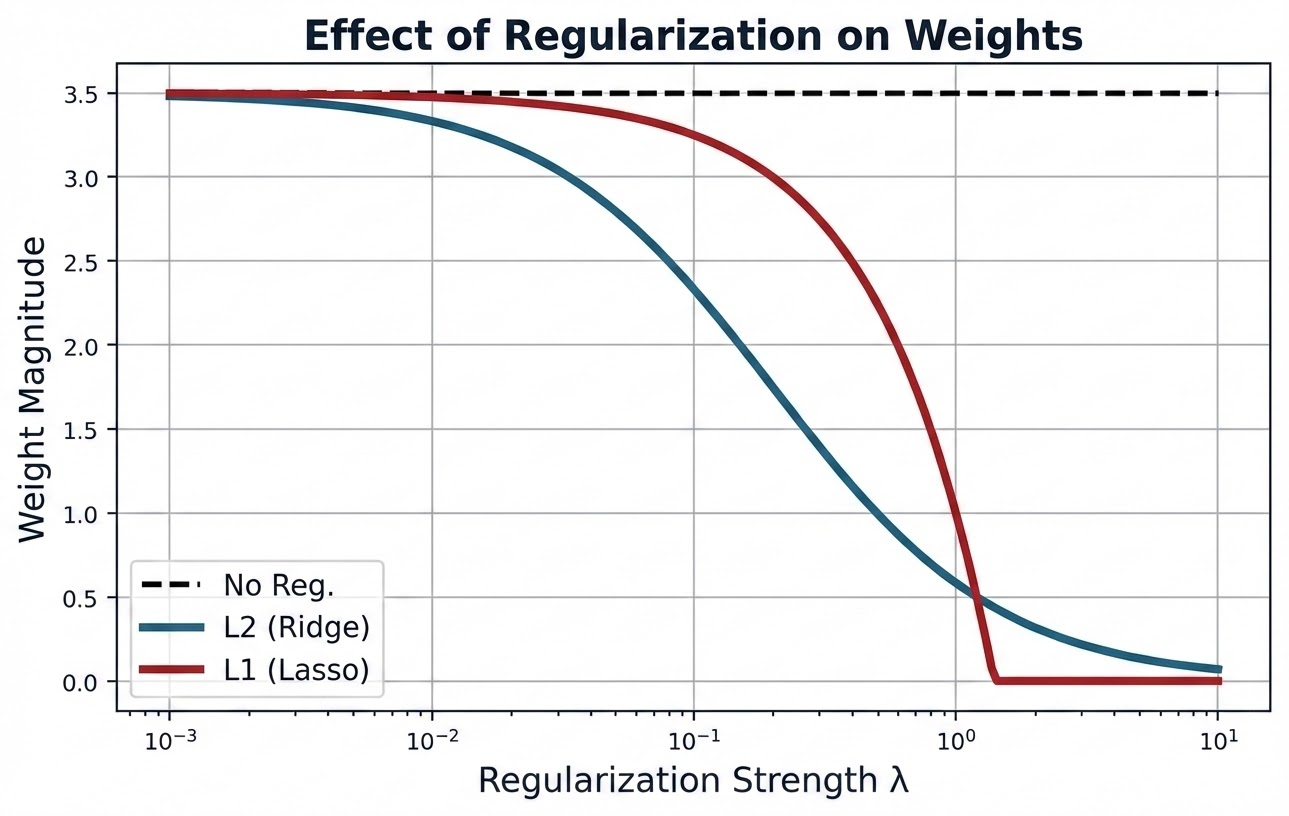 Effect of Regularization on Weights
Weight Magnitude
3.5
3.0
2.5
2.0
1.5
1.0
0.5
0.0
No Reg.
L2 (Ridge)
L1 (Lasso)
10⁻³ 10⁻² 10⁻¹ 10⁰ 10¹
Regularization Strength λ